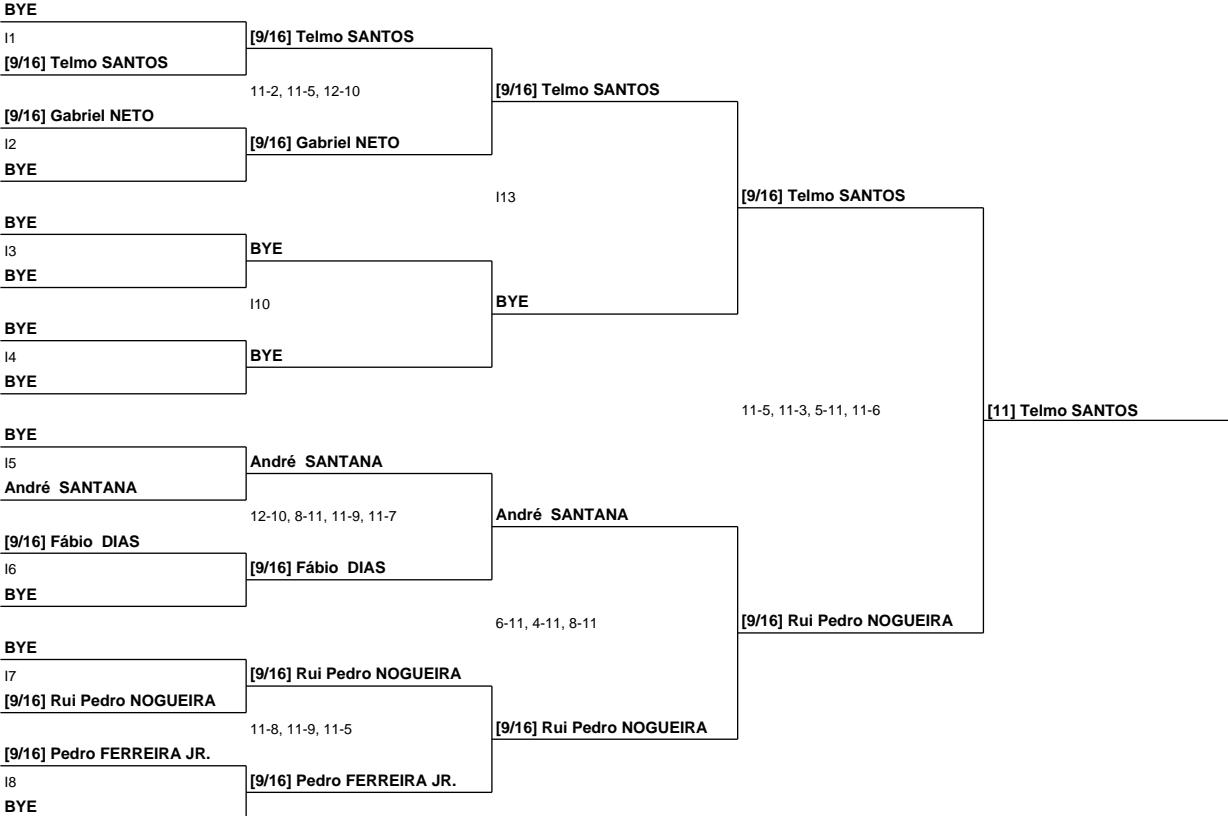 BYE
I1
[9/16] Telmo SANTOS
[9/16] Telmo SANTOS
11-2, 11-5, 12-10
[9/16] Telmo SANTOS
[9/16] Gabriel NETO
I2
[9/16] Gabriel NETO
BYE
I13
[9/16] Telmo SANTOS
BYE
I3
BYE
BYE
I10
BYE
BYE
I4
BYE
BYE
11-5, 11-3, 5-11, 11-6
[11] Telmo SANTOS
BYE
I5
André  SANTANA
André  SANTANA
12-10, 8-11, 11-9, 11-7
André  SANTANA
[9/16] Fábio  DIAS
I6
[9/16] Fábio  DIAS
BYE
6-11, 4-11, 8-11
[9/16] Rui Pedro NOGUEIRA
BYE
I7
[9/16] Rui Pedro NOGUEIRA
[9/16] Rui Pedro NOGUEIRA
11-8, 11-9, 11-5
[9/16] Rui Pedro NOGUEIRA
[9/16] Pedro FERREIRA JR.
I8
[9/16] Pedro FERREIRA JR.
BYE